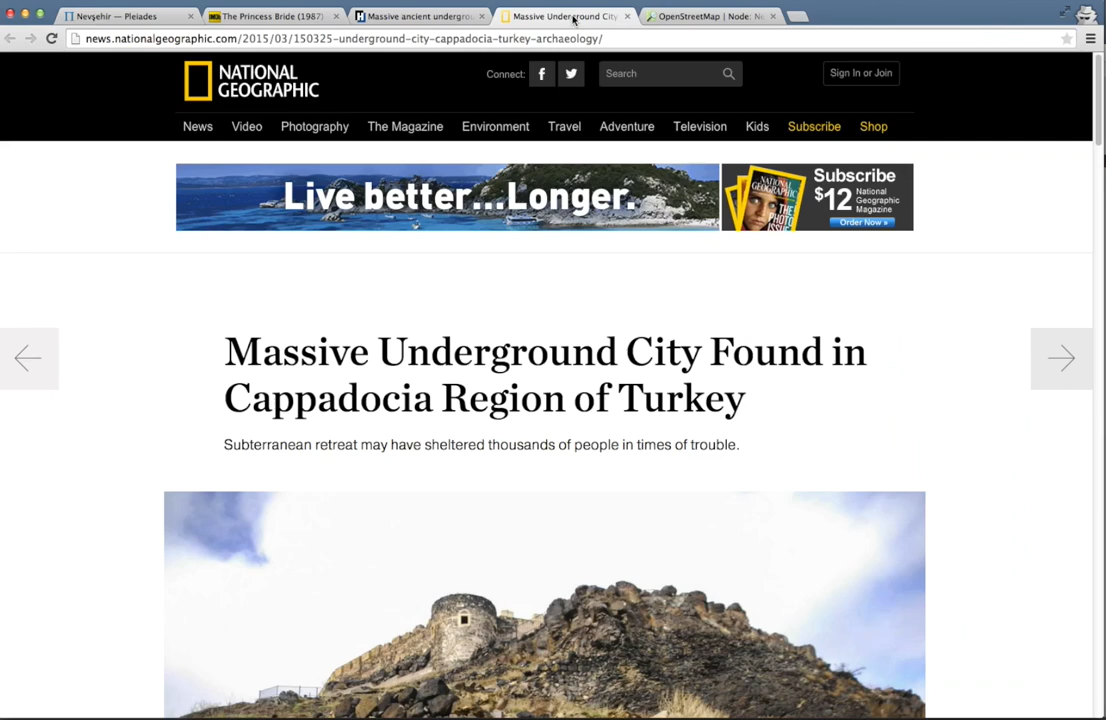 Nevşehir — Pleiades
The Princess Bride (1987)
Massive ancient undergrou
Massive Underground City
OpenStreetMap | Node: Ne
news.nationalgeographic.com/2015/03/150325-underground-city-cappadocia-turkey-archaeology/
NATIONAL
GEOGRAPHIC
Connect:
Search
Sign In or Join
News
Video
Photography
The Magazine
Environment
Travel
Adventure
Television
Kids
Subscribe
Shop
Live better...Longer.
Subscribe
$12 National
Geographic
Magazine
Order Now »
Massive Underground City Found in
Cappadocia Region of Turkey
Subterranean retreat may have sheltered thousands of people in times of trouble.